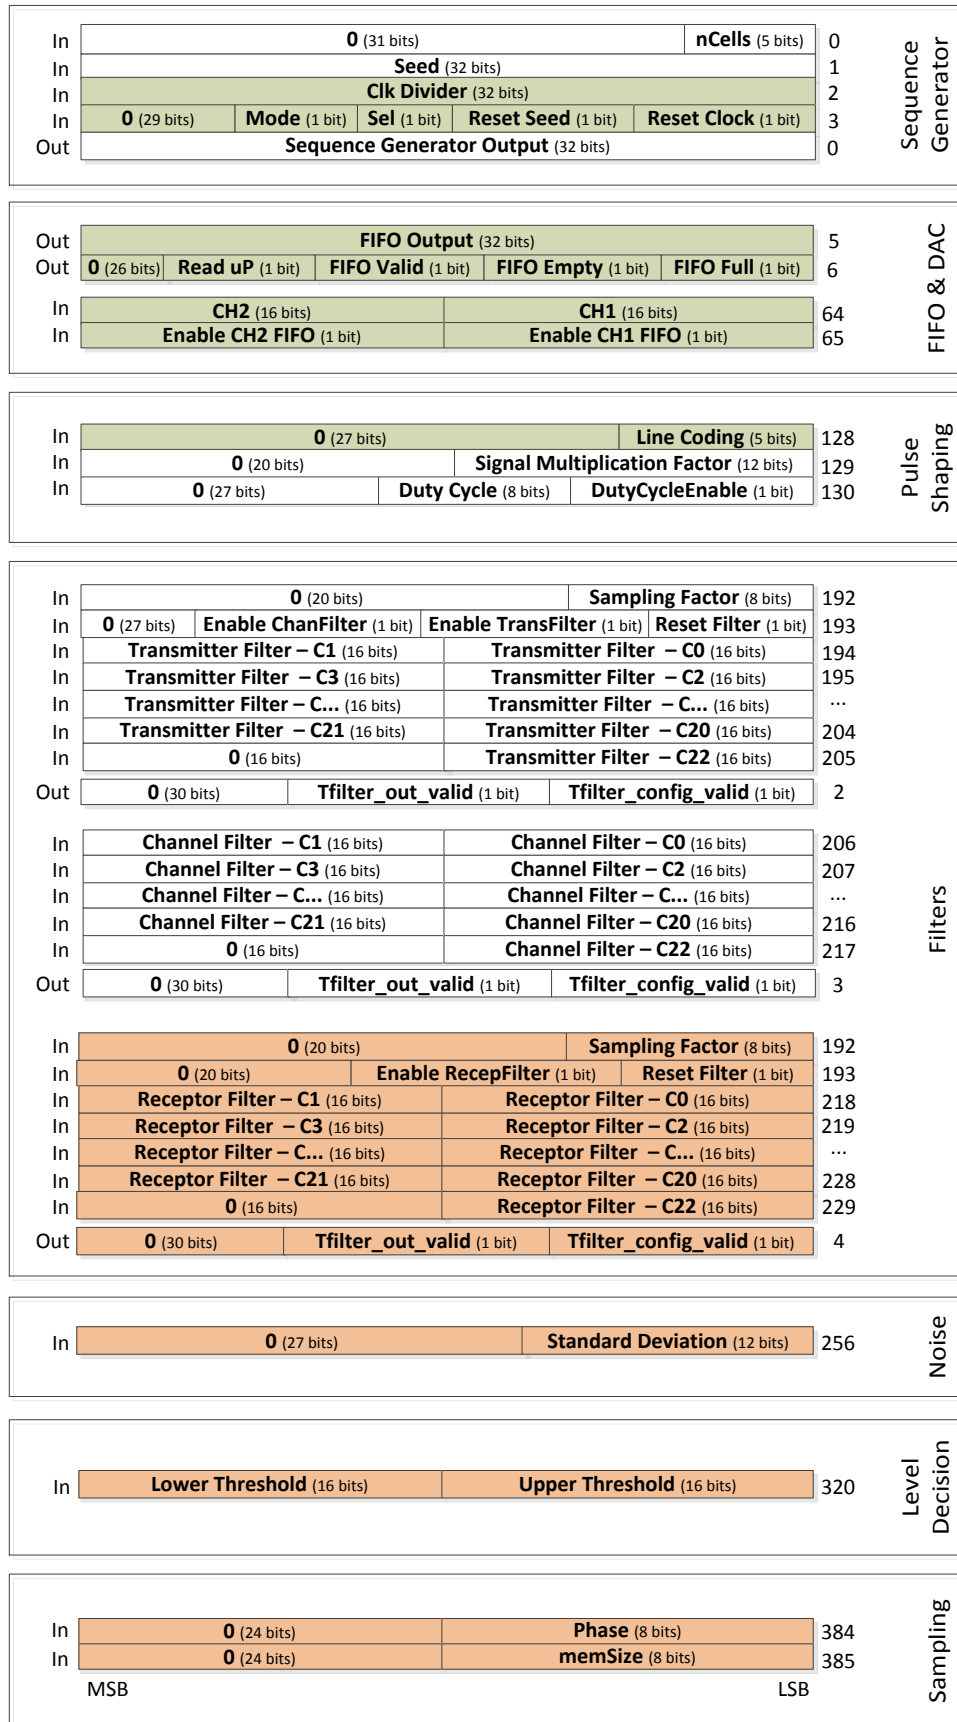 In 0 (31 bits) nCells (5 bits) 0
In Seed (32 bits) 1
In Clk Divider (32 bits) 2
In 0 (29 bits) Mode (1 bit) Sel (1 bit) Reset Seed (1 bit) Reset Clock (1 bit) 3
Out Sequence Generator Output (32 bits) 0
Sequence
Generator
Out FIFO Output (32 bits) 5
Out 0 (26 bits) Read uP (1 bit) FIFO Valid (1 bit) FIFO Empty (1 bit) FIFO Full (1 bit) 6
In CH2 (16 bits) CH1 (16 bits) 64
In Enable CH2 FIFO (1 bit) Enable CH1 FIFO (1 bit) 65
FIFO & DAC
In 0 (27 bits) Line Coding (5 bits) 128
In 0 (20 bits) Signal Multiplication Factor (12 bits) 129
In 0 (27 bits) Duty Cycle (8 bits) DutyCycleEnable (1 bit) 130
Pulse
Shaping
In 0 (20 bits) Sampling Factor (8 bits) 192
In 0 (27 bits) Enable ChanFilter (1 bit) Enable TransFilter (1 bit) Reset Filter (1 bit) 193
In Transmitter Filter – C1 (16 bits) Transmitter Filter – C0 (16 bits) 194
In Transmitter Filter – C3 (16 bits) Transmitter Filter – C2 (16 bits) 195
In Transmitter Filter – C... (16 bits) Transmitter Filter – C... (16 bits) ...
In Transmitter Filter – C21 (16 bits) Transmitter Filter – C20 (16 bits) 204
In 0 (16 bits) Transmitter Filter – C22 (16 bits) 205
Out 0 (30 bits) Tfilter_out_valid (1 bit) Tfilter_config_valid (1 bit) 2
In Channel Filter – C1 (16 bits) Channel Filter – C0 (16 bits) 206
In Channel Filter – C3 (16 bits) Channel Filter – C2 (16 bits) 207
In Channel Filter – C... (16 bits) Channel Filter – C... (16 bits) ...
In Channel Filter – C21 (16 bits) Channel Filter – C20 (16 bits) 216
In 0 (16 bits) Channel Filter – C22 (16 bits) 217
Out 0 (30 bits) Tfilter_out_valid (1 bit) Tfilter_config_valid (1 bit) 3
In 0 (20 bits) Sampling Factor (8 bits) 192
In 0 (20 bits) Enable RecepFilter (1 bit) Reset Filter (1 bit) 193
In Receptor Filter – C1 (16 bits) Receptor Filter – C0 (16 bits) 218
In Receptor Filter – C3 (16 bits) Receptor Filter – C2 (16 bits) 219
In Receptor Filter – C... (16 bits) Receptor Filter – C... (16 bits) ...
In Receptor Filter – C21 (16 bits) Receptor Filter – C20 (16 bits) 228
In 0 (16 bits) Receptor Filter – C22 (16 bits) 229
Out 0 (30 bits) Tfilter_out_valid (1 bit) Tfilter_config_valid (1 bit) 4
Filters
In 0 (27 bits) Standard Deviation (12 bits) 256
Noise
In Lower Threshold (16 bits) Upper Threshold (16 bits) 320
Level
Decision
In 0 (24 bits) Phase (8 bits) 384
In 0 (24 bits) memSize (8 bits) 385
MSB LSB
Sampling